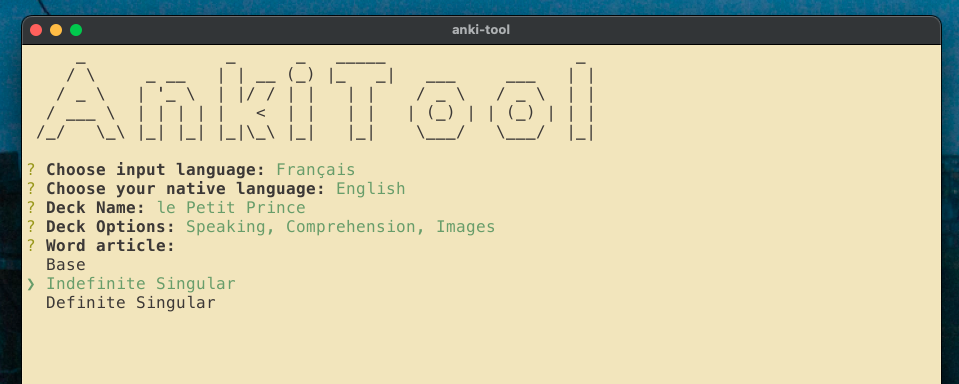 anki-tool
AnkiTool
? Choose input language: Français
? Choose your native language: English
? Deck Name: le Petit Prince
? Deck Options: Speaking, Comprehension, Images
? Word article:
Base
❯ Indefinite Singular
Definite Singular